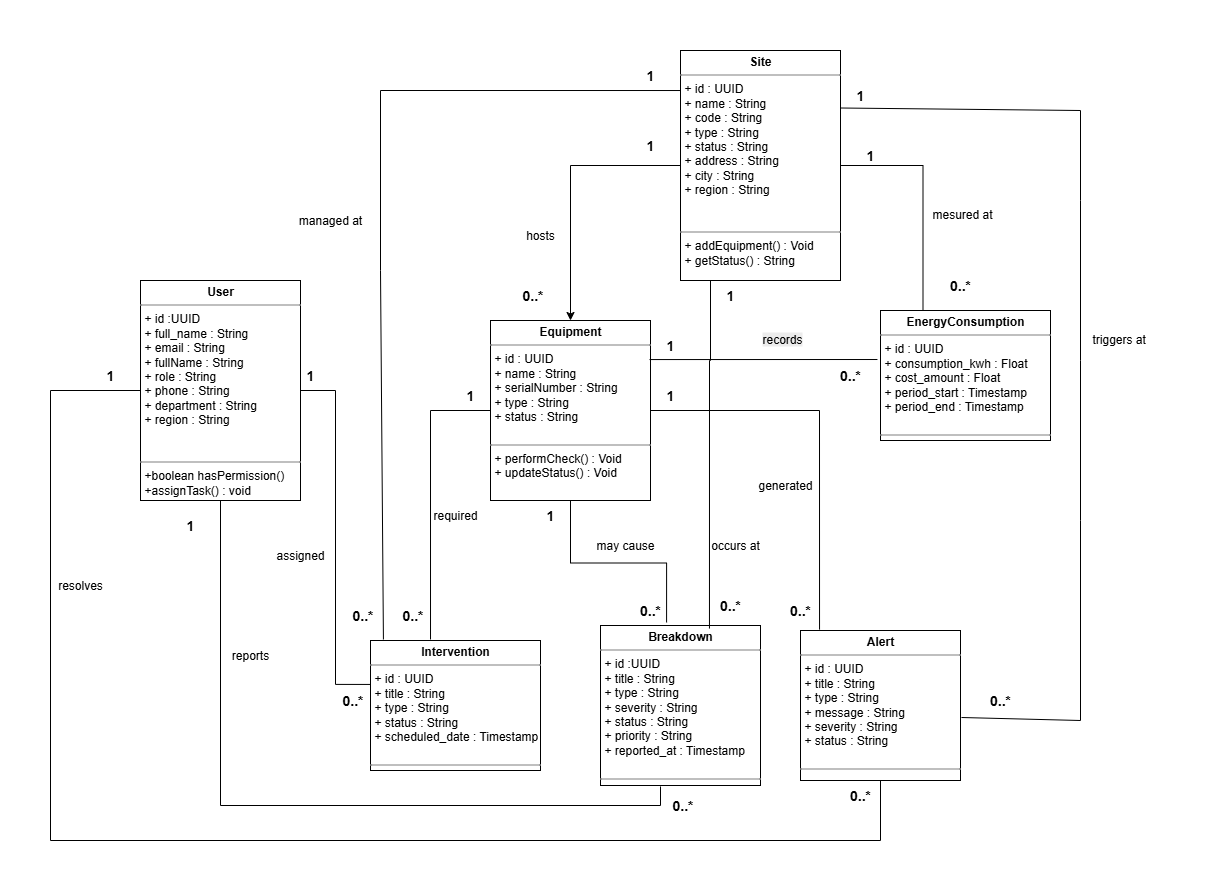 Site
+ id : UUID
+ name : String
+ code : String
+ type : String
+ status : String
+ address : String
+ city : String
+ region : String
+ addEquipment() : Void
+ getStatus() : String
1
1
1
1
1
managed at
hosts
0..*
mesured at
0..*
triggers at
User
+ id :UUID
+ full_name : String
+ email : String
+ fullName : String
+ role : String
+ phone : String
+ department : String
+ region : String
+boolean hasPermission()
+assignTask() : void
1
1
1
Equipment
+ id : UUID
+ name : String
+ serialNumber : String
+ type : String
+ status : String
+ performCheck() : Void
+ updateStatus() : Void
1
1
1
1
records
0..*
EnergyConsumption
+ id : UUID
+ consumption_kwh : Float
+ cost_amount : Float
+ period_start : Timestamp
+ period_end : Timestamp
generated
required
may cause
occurs at
assigned
resolves
reports
0..*
0..*
0..*
0..*
0..*
0..*
0..*
Intervention
+ id : UUID
+ title : String
+ type : String
+ status : String
+ scheduled_date : Timestamp
Breakdown
+ id :UUID
+ title : String
+ type : String
+ severity : String
+ status : String
+ priority : String
+ reported_at : Timestamp
Alert
+ id : UUID
+ title : String
+ type : String
+ message : String
+ severity : String
+ status : String
0..*
0..*